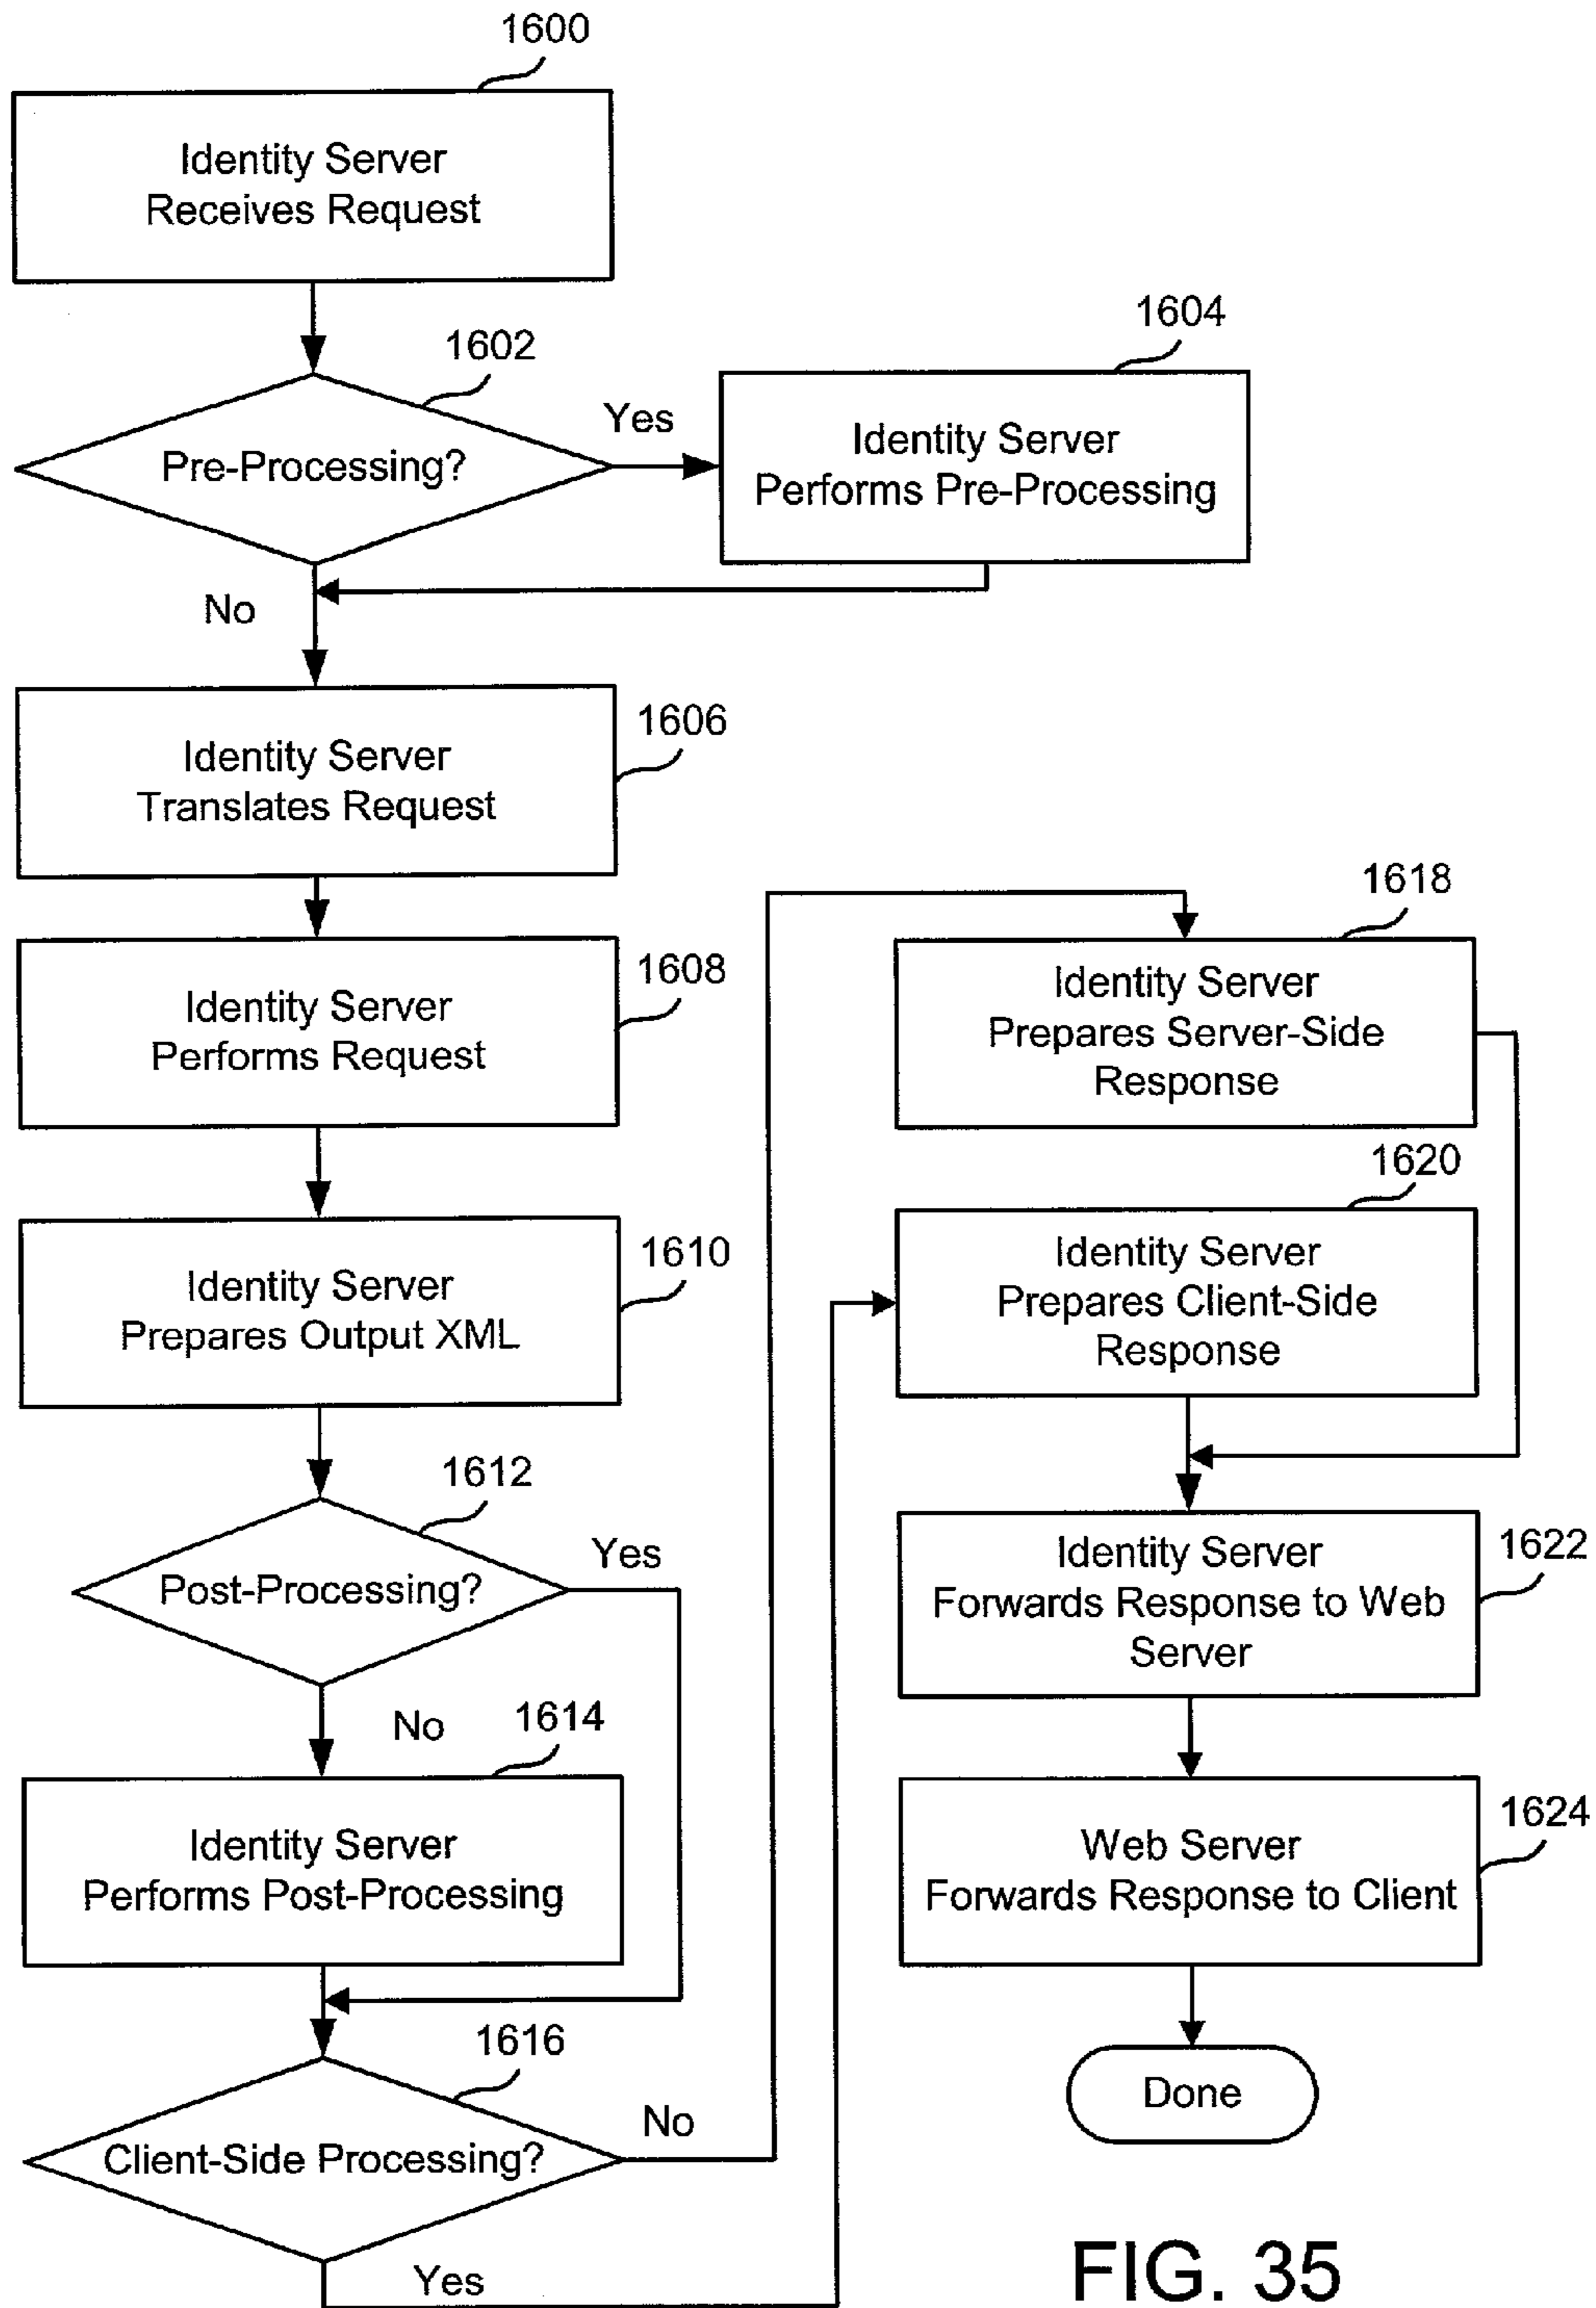 1600
Identity Server
Receives Request
1602
Pre-Processing?
Yes
1604
Identity Server
Performs Pre-Processing
No
1606
Identity Server
Translates Request
1608
Identity Server
Performs Request
1610
Identity Server
Prepares Output XML
1612
Post-Processing?
Yes
No
1614
Identity Server
Performs Post-Processing
1616
Client-Side Processing?
No
Yes
1618
Identity Server
Prepares Server-Side
Response
1620
Identity Server
Prepares Client-Side
Response
1622
Identity Server
Forwards Response to Web
Server
1624
Web Server
Forwards Response to Client
Done
FIG. 35